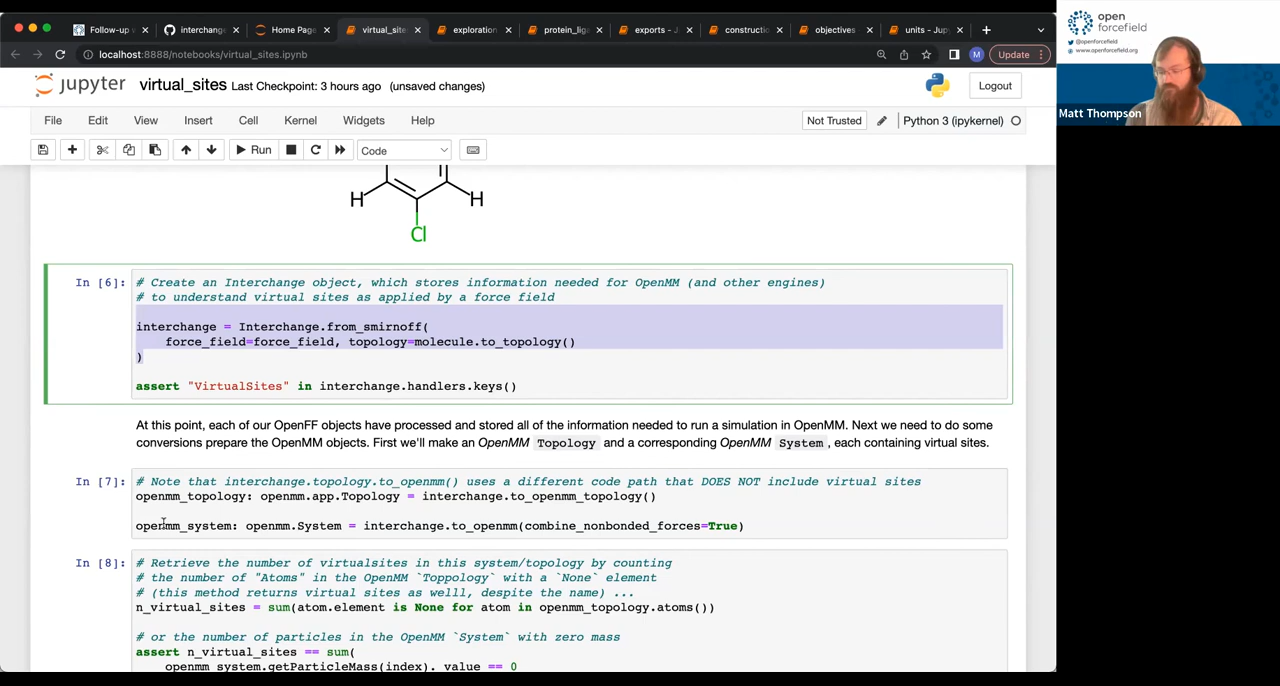 Follow-up
interchange
Home Page
virtual_site
exploration
protein_liga
exports - Ju
constructio
objectives
units - Jupy
localhost:8888/notebooks/virtual_sites.ipynb
M
Update
jupyter virtual_sites Last Checkpoint: 3 hours ago (unsaved changes)
Logout
File Edit View Insert Cell Kernel Widgets Help
Not Trusted
Python 3 (ipykernel)
Run
Code
open
forcefield
@openforcefield
www.openforcefield.org
Matt Thompson
H
H
Cl
In [6]:
# Create an Interchange object, which stores information needed for OpenMM (and other engines)
# to understand virtual sites as applied by a force field
interchange = Interchange.from_smirnoff(
force_field=force_field, topology=molecule.to_topology()
)
assert "VirtualSites" in interchange.handlers.keys()
At this point, each of our OpenFF objects have processed and stored all of the information needed to run a simulation in OpenMM. Next we need to do some
conversions prepare the OpenMM objects. First we'll make an OpenMM Topology and a corresponding OpenMM System, each containing virtual sites.
In [7]:
# Note that interchange.topology.to_openmm() uses a different code path that DOES NOT include virtual sites
openmm_topology: openmm.app.Topology = interchange.to_openmm_topology()
openmm_system: openmm.System = interchange.to_openmm(combine_nonbonded_forces=True)
In [8]:
# Retrieve the number of virtualsites in this system/topology by counting
# the number of "Atoms" in the OpenMM `Toppology` with a `None` element
# (this method returns virtual sites as welll, despite the name) ...
n_virtual_sites = sum(atom.element is None for atom in openmm_topology.atoms())
# or the number of particles in the OpenMM `System` with zero mass
assert n_virtual_sites == sum(
openmm_system.getParticleMass(index)._value == 0